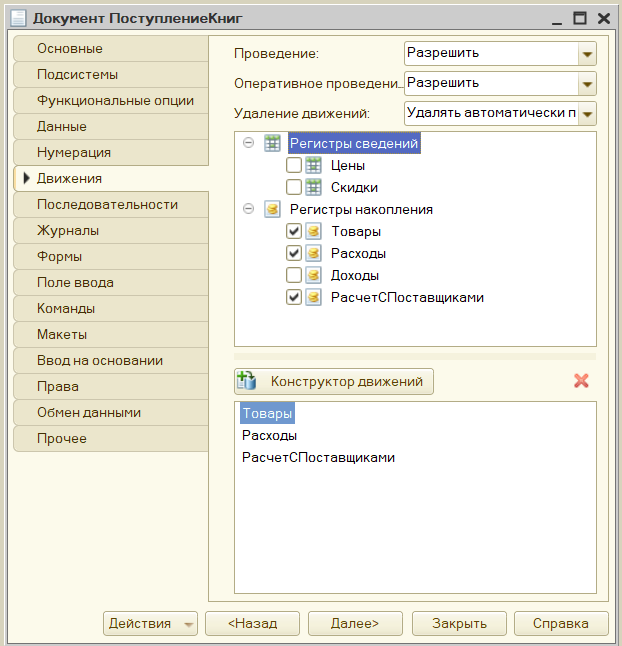 Документ ПоступлениеКниг
Основные
Подсистемы
Функциональные опции
Данные
Нумерация
Движения
Последовательности
Журналы
Формы
Поле ввода
Команды
Макеты
Ввод на основании
Права
Обмен данными
Прочее
Проведение: Разрешить
Оперативное проведени... Разрешить
Удаление движений: Удалять автоматически п
Регистры сведений
Цены
Скидки
Регистры накопления
Товары
Расходы
Доходы
РасчетСПоставщиками
Конструктор движений
Товары
Расходы
РасчетСПоставщиками
Действия <Назад Далее> Закрыть Справка